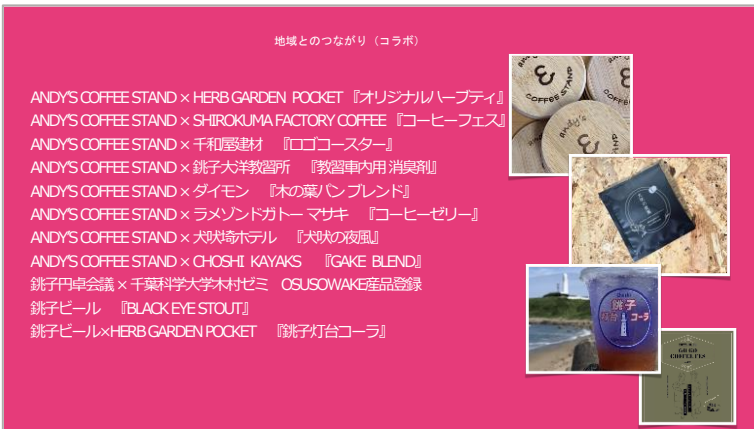 地域とのつながり（コラボ）
ANDY'S COFFEE STAND × HERB GARDEN POCKET 『オリジナルハーブティ』
ANDY'S COFFEE STAND × SHIROKUMA FACTORY COFFEE 『コーヒーフェス』
ANDY'S COFFEE STAND × 千和屋建材 『ロゴコースター』
ANDY'S COFFEE STAND × 銚子大洋教習所 『教習車内用 消臭剤』
ANDY'S COFFEE STAND × ダイモン 『木の葉パン ブレンド』
ANDY'S COFFEE STAND × ラメゾンドガトー マサキ 『コーヒーゼリー』
ANDY'S COFFEE STAND × 犬吠埼ホテル 『犬吠の夜風』
ANDY'S COFFEE STAND × CHOSHI KAYAKS 『GAKE BLEND』
銚子円卓会議 × 千葉科学大学木村ゼミ OSUSOWAKE産品登録
銚子ビール 『BLACK EYE STOUT』
銚子ビール×HERB GARDEN POCKET 『銚子灯台コーラ』
COFFEE STAND
Choshi
銚子
灯台 コーラ
COFFEE FES